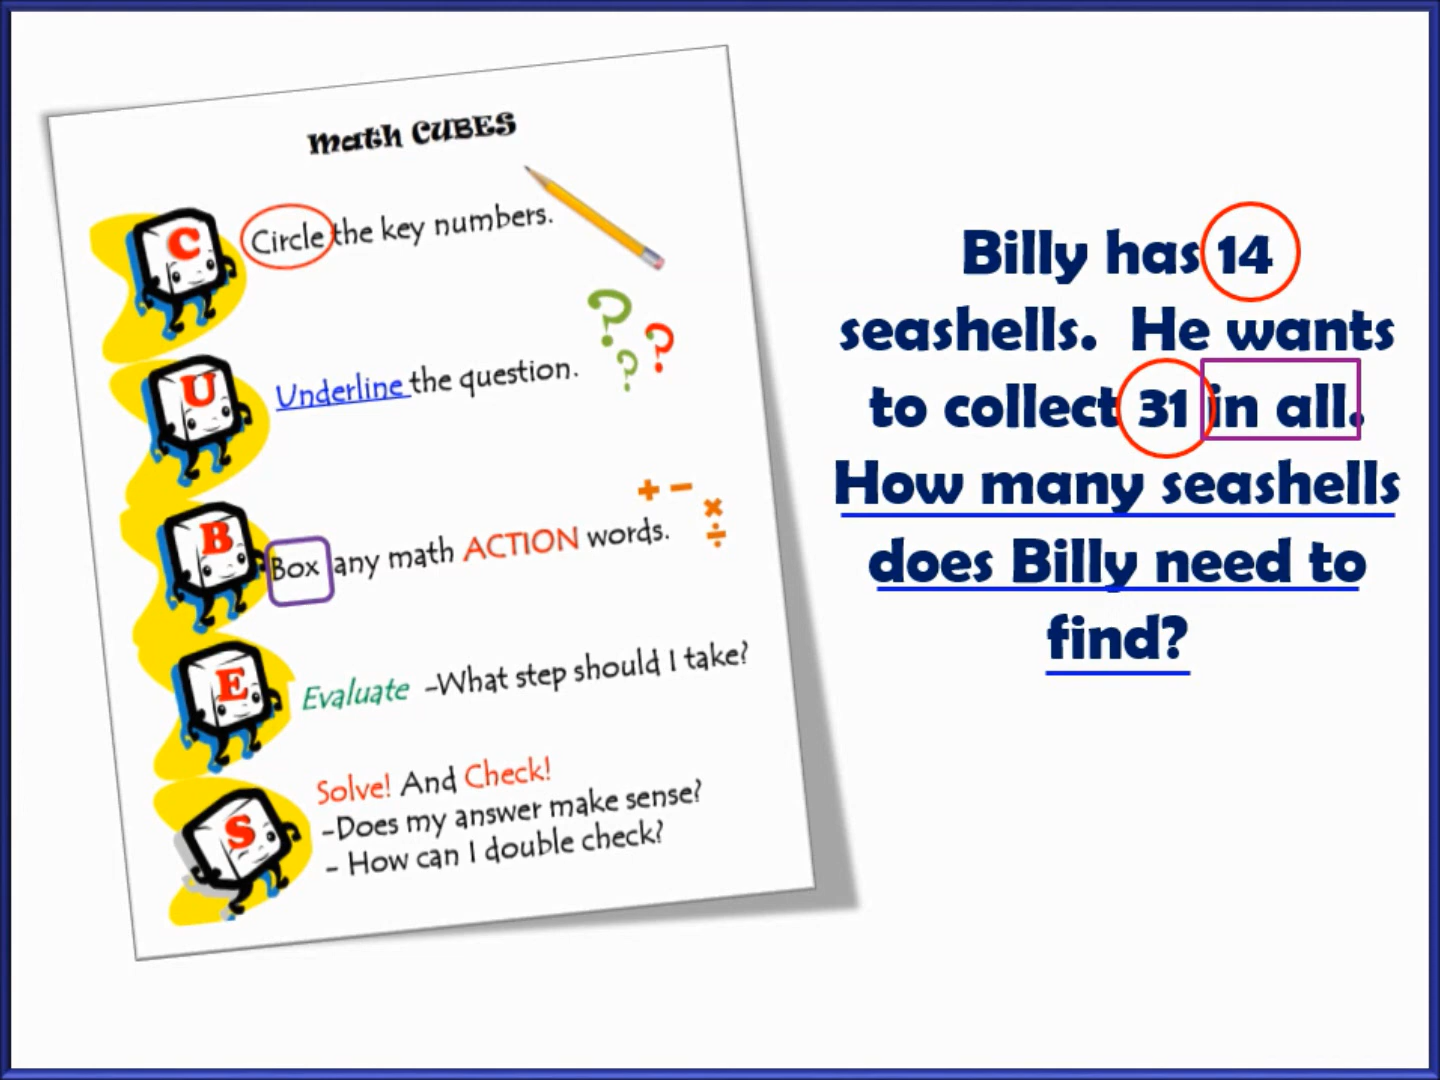 Math CUBES
C
Circle the key numbers.
U
Underline the question.
? ? ?
B
Box any math ACTION words.
+ - × ÷
E
Evaluate -What step should I take?
S
Solve! And Check!
-Does my answer make sense?
- How can I double check?
Billy has 14
seashells. He wants
to collect 31 in all.
How many seashells
does Billy need to
find?